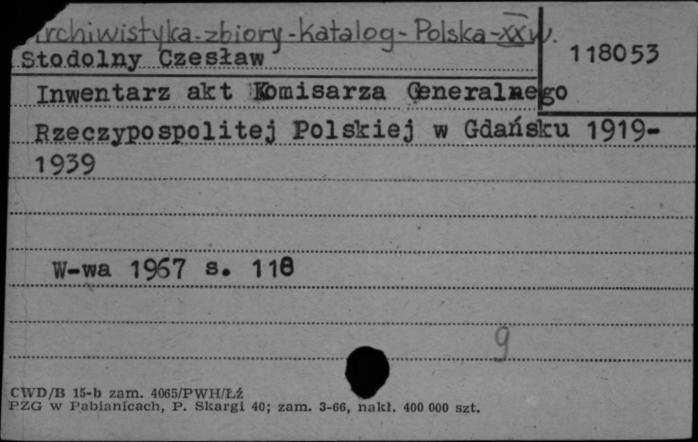 Archiwistyka-zbiory-katalog-Polska-XXw.
Stodolny Czesław
118053
Inwentarz akt Komisarza Generalnego
Rzeczypospolitej Polskiej w Gdańsku 1919-
1939
W-wa 1967 s. 118
9
CWD/B 15-b zam. 4065/PWH/Łź
PZG w Pabianicach, P. Skargi 40; zam. 3-66, nakł. 400 000 szt.